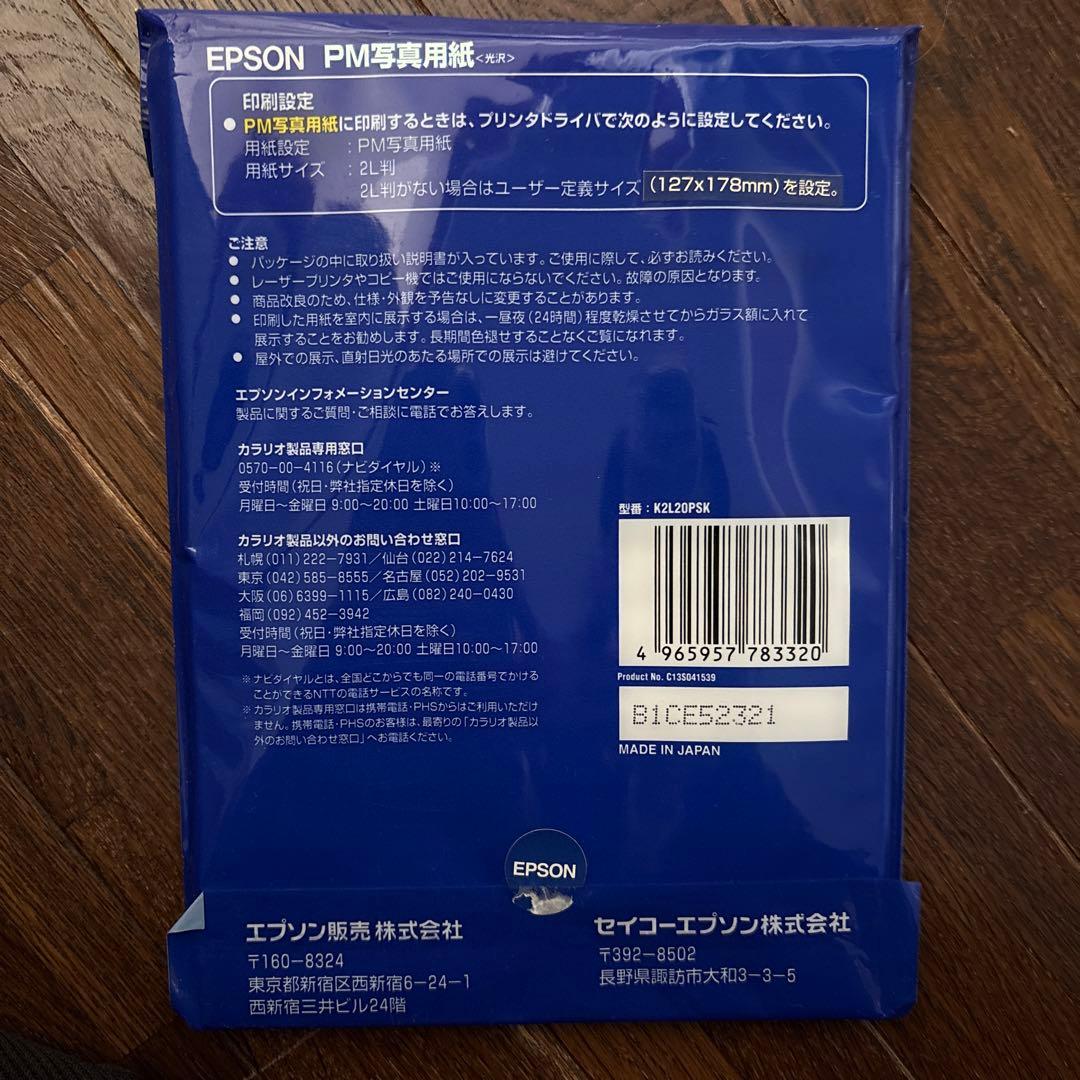 EPSON PM写真用紙<光沢>
印刷設定
● PM写真用紙に印刷するときは、プリンタドライバで次のように設定してください。
用紙設定 : PM写真用紙
用紙サイズ : 2L判
2L判がない場合はユーザー定義サイズ(127x178mm)を設定。
ご注意
● パッケージの中に取り扱い説明書が入っています。ご使用に際して、必ずお読みください。
● レーザープリンタやコピー機ではご使用にならないでください。故障の原因となります。
● 商品改良のため、仕様・外観を予告なしに変更することがあります。
● 印刷した用紙を室内に展示する場合は、一昼夜(24時間)程度乾燥させてからガラス額に入れて
展示することをお勧めします。長期間色褪せすることなくご覧になれます。
● 屋外での展示、直射日光のあたる場所での展示は避けてください。
エプソンインフォメーションセンター
製品に関するご質問・ご相談に電話でお答えします。
カラリオ製品専用窓口
0570-00-4116(ナビダイヤル)※
受付時間(祝日・弊社指定休日を除く)
月曜日～金曜日 9:00～20:00 土曜日10:00～17:00
カラリオ製品以外のお問い合わせ窓口
札幌(011)222-7931/仙台(022)214-7624
東京(042)585-8555/名古屋(052)202-9531
大阪(06)6399-1115/広島(082)240-0430
福岡(092)452-3942
受付時間(祝日・弊社指定休日を除く)
月曜日～金曜日 9:00～20:00 土曜日10:00～17:00
※ナビダイヤルとは、全国どこからでも同一の電話番号でかける
ことができるNTTの電話サービスの名称です。
※カラリオ製品専用窓口は携帯電話・PHSからはご利用いただけ
ません。携帯電話・PHSのお客様は、最寄りの「カラリオ製品以
外のお問い合わせ窓口」へお電話ください。
型番：K2L20PSK
4 965957 783320
Product No. C13S041539
B1CE52321
MADE IN JAPAN
EPSON
エプソン販売 株式会社
〒160-8324
東京都新宿区西新宿6-24-1
西新宿三井ビル24階
セイコーエプソン株式会社
〒392-8502
長野県諏訪市大和3-3-5